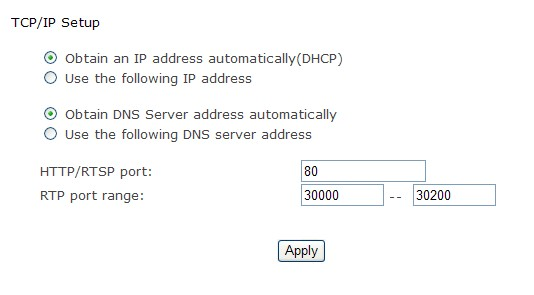 TCP/IP Setup
Obtain an IP address automatically(DHCP)
Use the following IP address
Obtain DNS Server address automatically
Use the following DNS server address
HTTP/RTSP port: 80
RTP port range: 30000 -- 30200
Apply